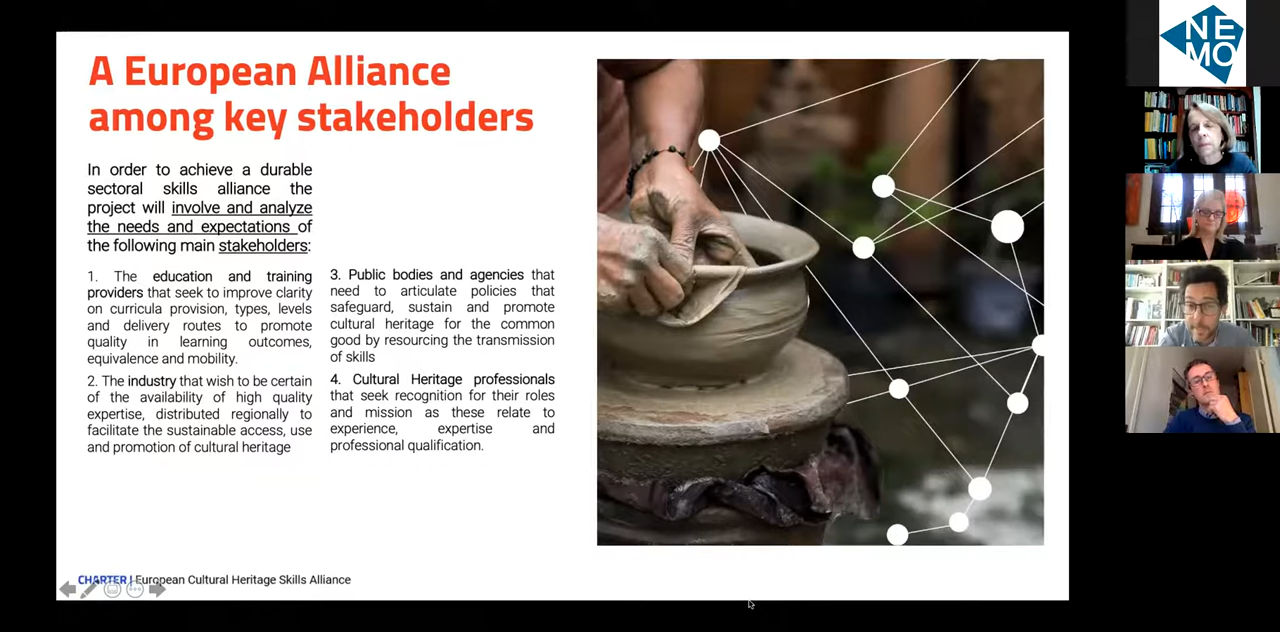 A European Alliance
among key stakeholders
In order to achieve a durable
sectoral skills alliance the
project will involve and analyze
the needs and expectations of
the following main stakeholders:
1. The education and training
providers that seek to improve clarity
on curricula provision, types, levels
and delivery routes to promote
quality in learning outcomes,
equivalence and mobility.
2. The industry that wish to be certain
of the availability of high quality
expertise, distributed regionally to
facilitate the sustainable access, use
and promotion of cultural heritage
3. Public bodies and agencies that
need to articulate policies that
safeguard, sustain and promote
cultural heritage for the common
good by resourcing the transmission
of skills
4. Cultural Heritage professionals
that seek recognition for their roles
and mission as these relate to
experience, expertise and
professional qualification.
CHARTER | European Cultural Heritage Skills Alliance
NE
MO